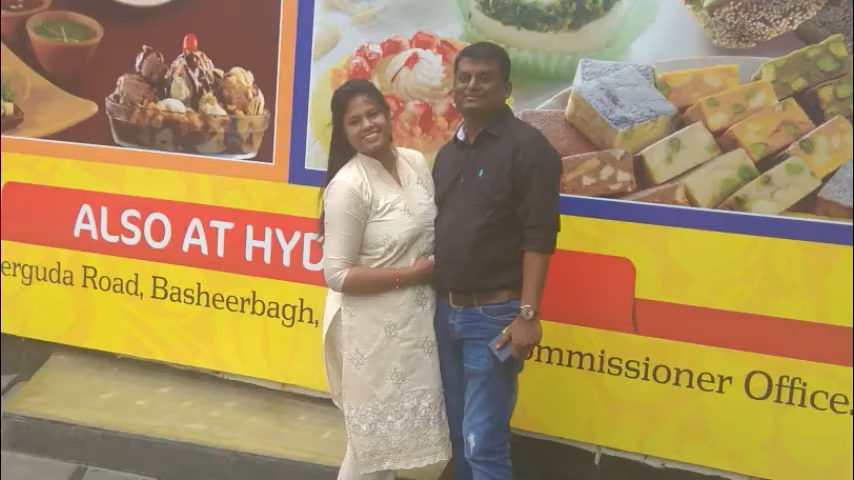 ALSO AT HYD
erguda Road, Basheerbagh,
ommissioner Office